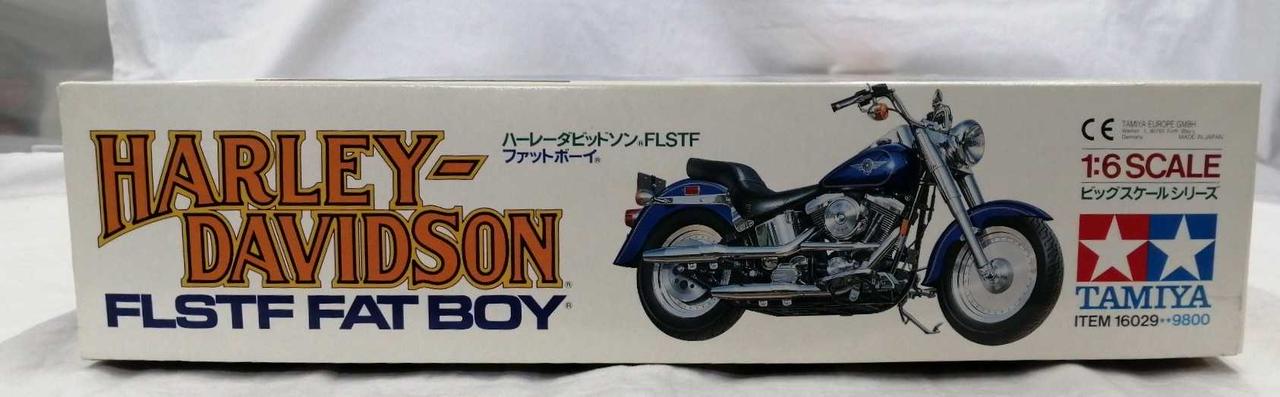 HARLEY-
DAVIDSON®
FLSTF FAT BOY®
ハーレーダビッドソン®FLSTF
ファットボーイ®
CE TAMIYA EUROPE GMBH
Germany MADE IN JAPAN
1:6 SCALE
ビッグスケールシリーズ
TAMIYA
ITEM 16029**9800